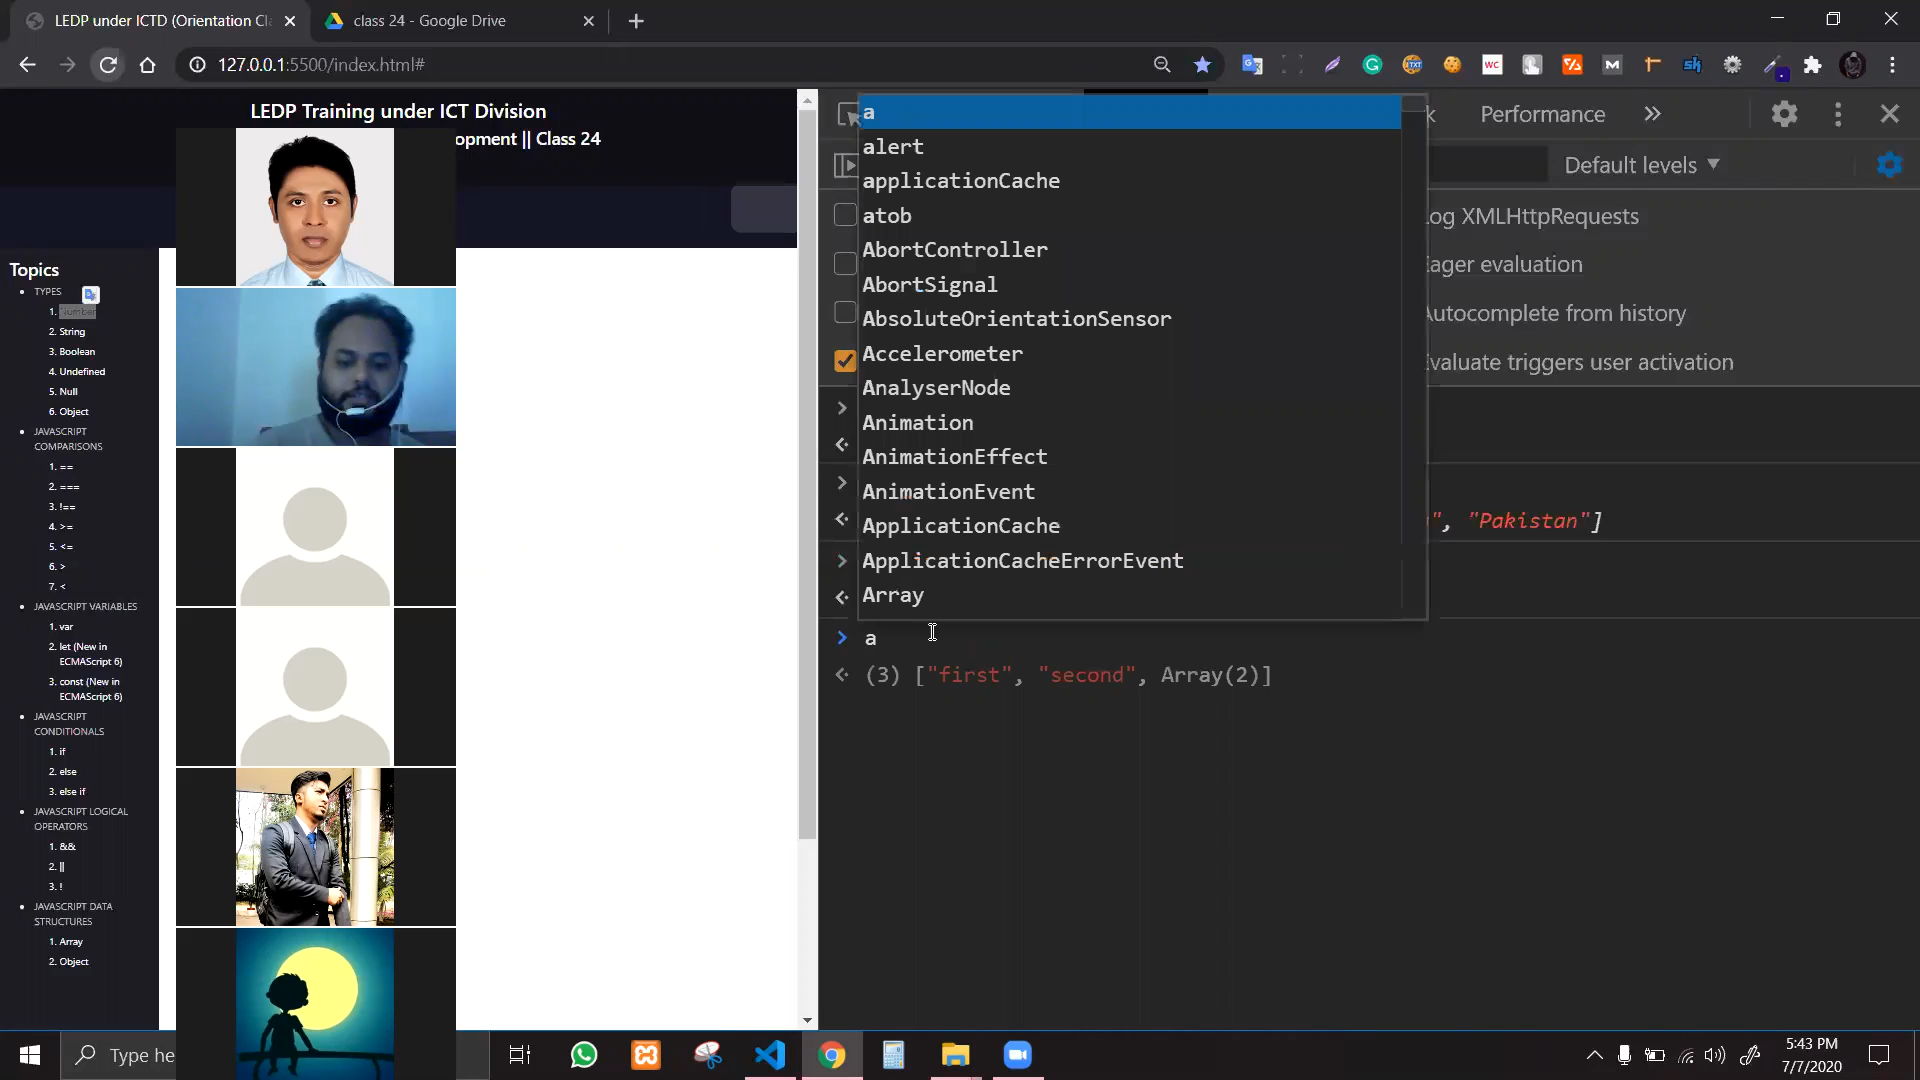 LEDP under ICTD (Orientation Cl
class 24 - Google Drive
127.0.0.1:5500/index.html#
LEDP Training under ICT Division
opment || Class 24
Topics
TYPES
1. Number
2. String
3. Boolean
4. Undefined
5. Null
6. Object
JAVASCRIPT
COMPARISONS
1. ==
2. ===
3. !==
4. >=
5. <=
6. >
7. <
JAVASCRIPT VARIABLES
1. var
2. let (New in
ECMAScript 6)
3. const (New in
ECMAScript 6)
JAVASCRIPT
CONDITIONALS
1. if
2. else
3. else if
JAVASCRIPT LOGICAL
OPERATORS
1. &&
2. ||
3. !
JAVASCRIPT DATA
STRUCTURES
1. Array
2. Object
k
Performance
Default levels
a
alert
applicationCache
atob
AbortController
AbortSignal
AbsoluteOrientationSensor
Accelerometer
AnalyserNode
Animation
AnimationEffect
AnimationEvent
ApplicationCache
ApplicationCacheErrorEvent
Array
og XMLHttpRequests
ager evaluation
utocomplete from history
valuate triggers user activation
", "Pakistan"]
> a
(3) ["first", "second", Array(2)]
Type he
5:43 PM
7/7/2020